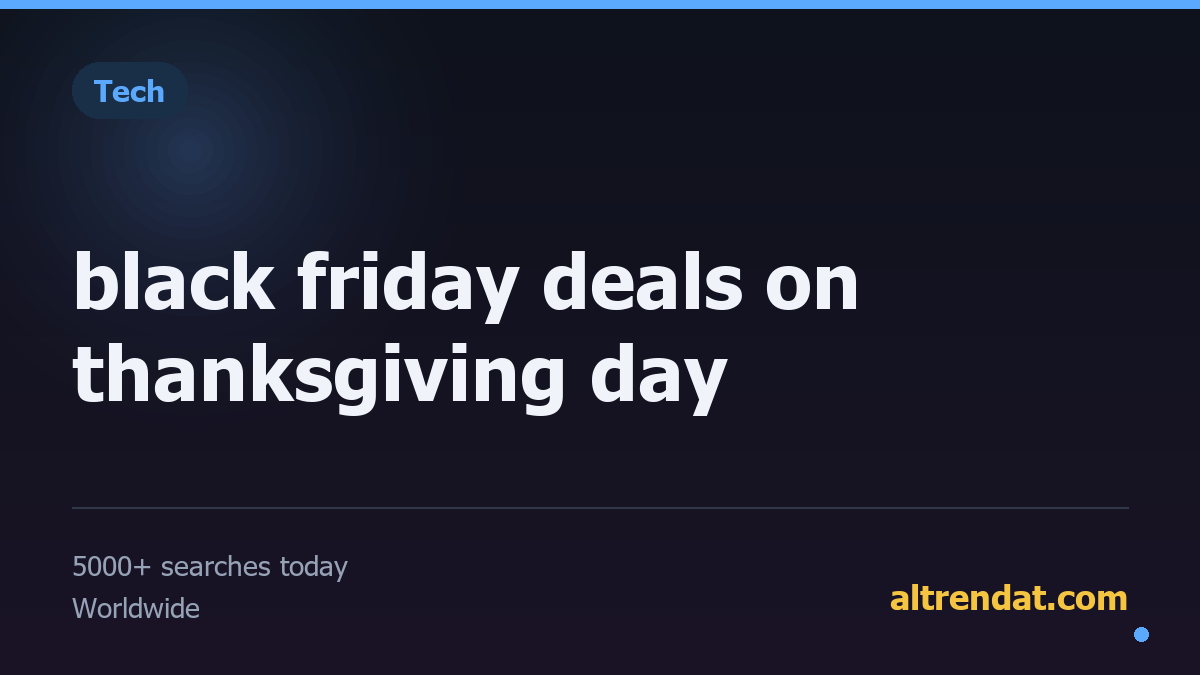 Tech
black friday deals on
thanksgiving day
5000+ searches today
Worldwide
altrendat.com